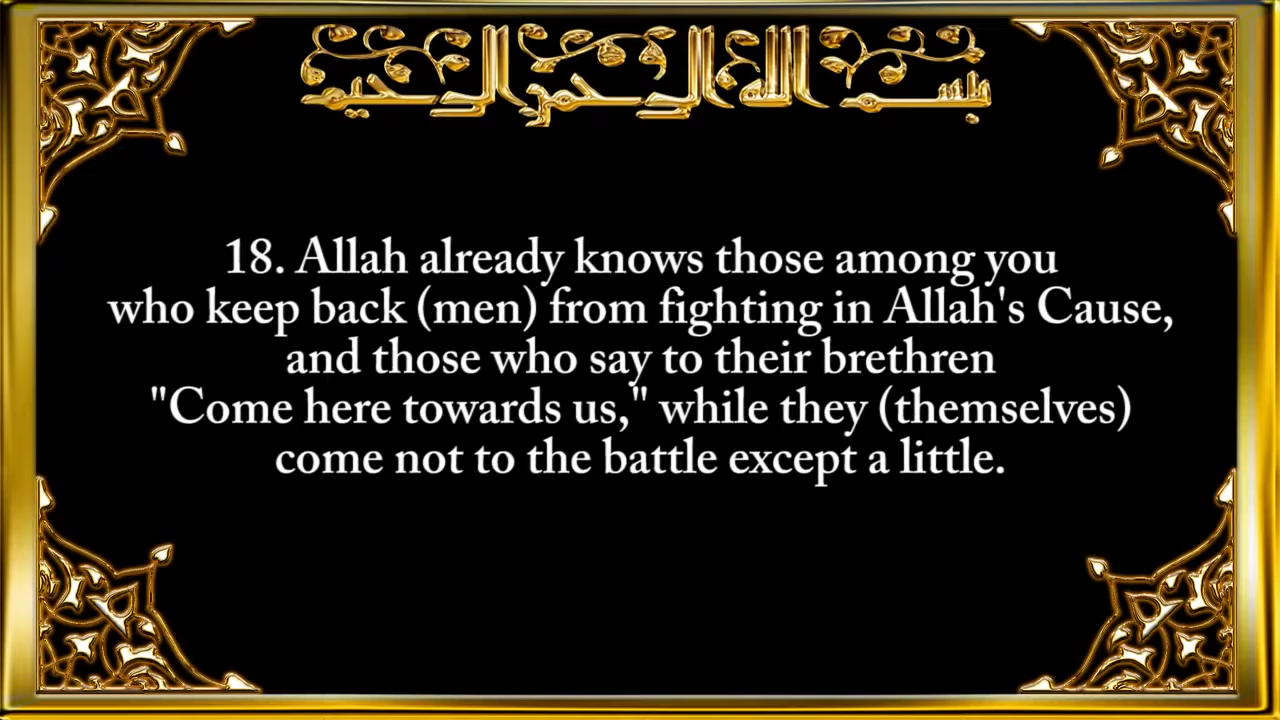 بسم الله الرحمن الرحيم
18. Allah already knows those among you
who keep back (men) from fighting in Allah's Cause,
and those who say to their brethren
"Come here towards us," while they (themselves)
come not to the battle except a little.